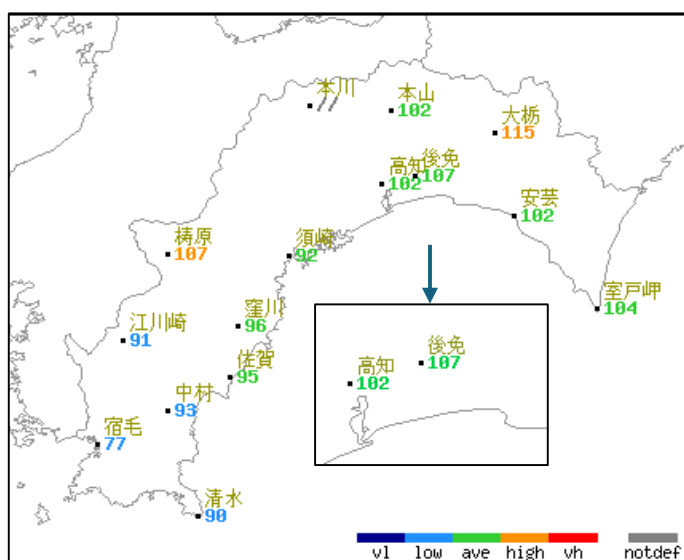 本川
//
本山
102
大栃
115
高知
102
後免
107
安芸
102
梼原
107
須崎
92
室戸岬
104
窪川
96
江川崎
91
佐賀
95
中村
93
宿毛
77
清水
90
後免
107
高知
102
vl low ave high vh notdef